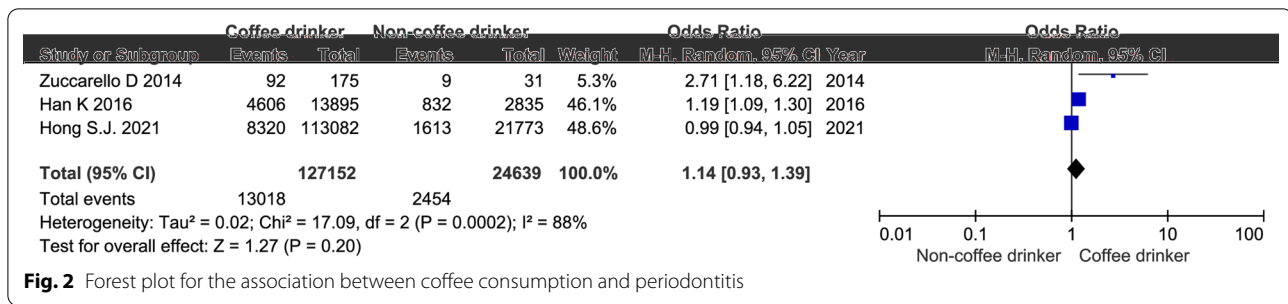 Coffee drinker Non-coffee drinker Odds Ratio Odds Ratio
Study or Subgroup Events Total Events Total Weight M-H, Random, 95% CI Year M-H, Random, 95% CI
Zuccarello D 2014 92 175 9 31 5.3% 2.71 [1.18, 6.22] 2014
Han K 2016 4606 13895 832 2835 46.1% 1.19 [1.09, 1.30] 2016
Hong S.J. 2021 8320 113082 1613 21773 48.6% 0.99 [0.94, 1.05] 2021
Total (95% CI) 127152 24639 100.0% 1.14 [0.93, 1.39]
Total events 13018 2454
Heterogeneity: Tau² = 0.02; Chi² = 17.09, df = 2 (P = 0.0002); I² = 88%
Test for overall effect: Z = 1.27 (P = 0.20)
0.01 0.1 1 10 100
Non-coffee drinker Coffee drinker
Fig. 2 Forest plot for the association between coffee consumption and periodontitis